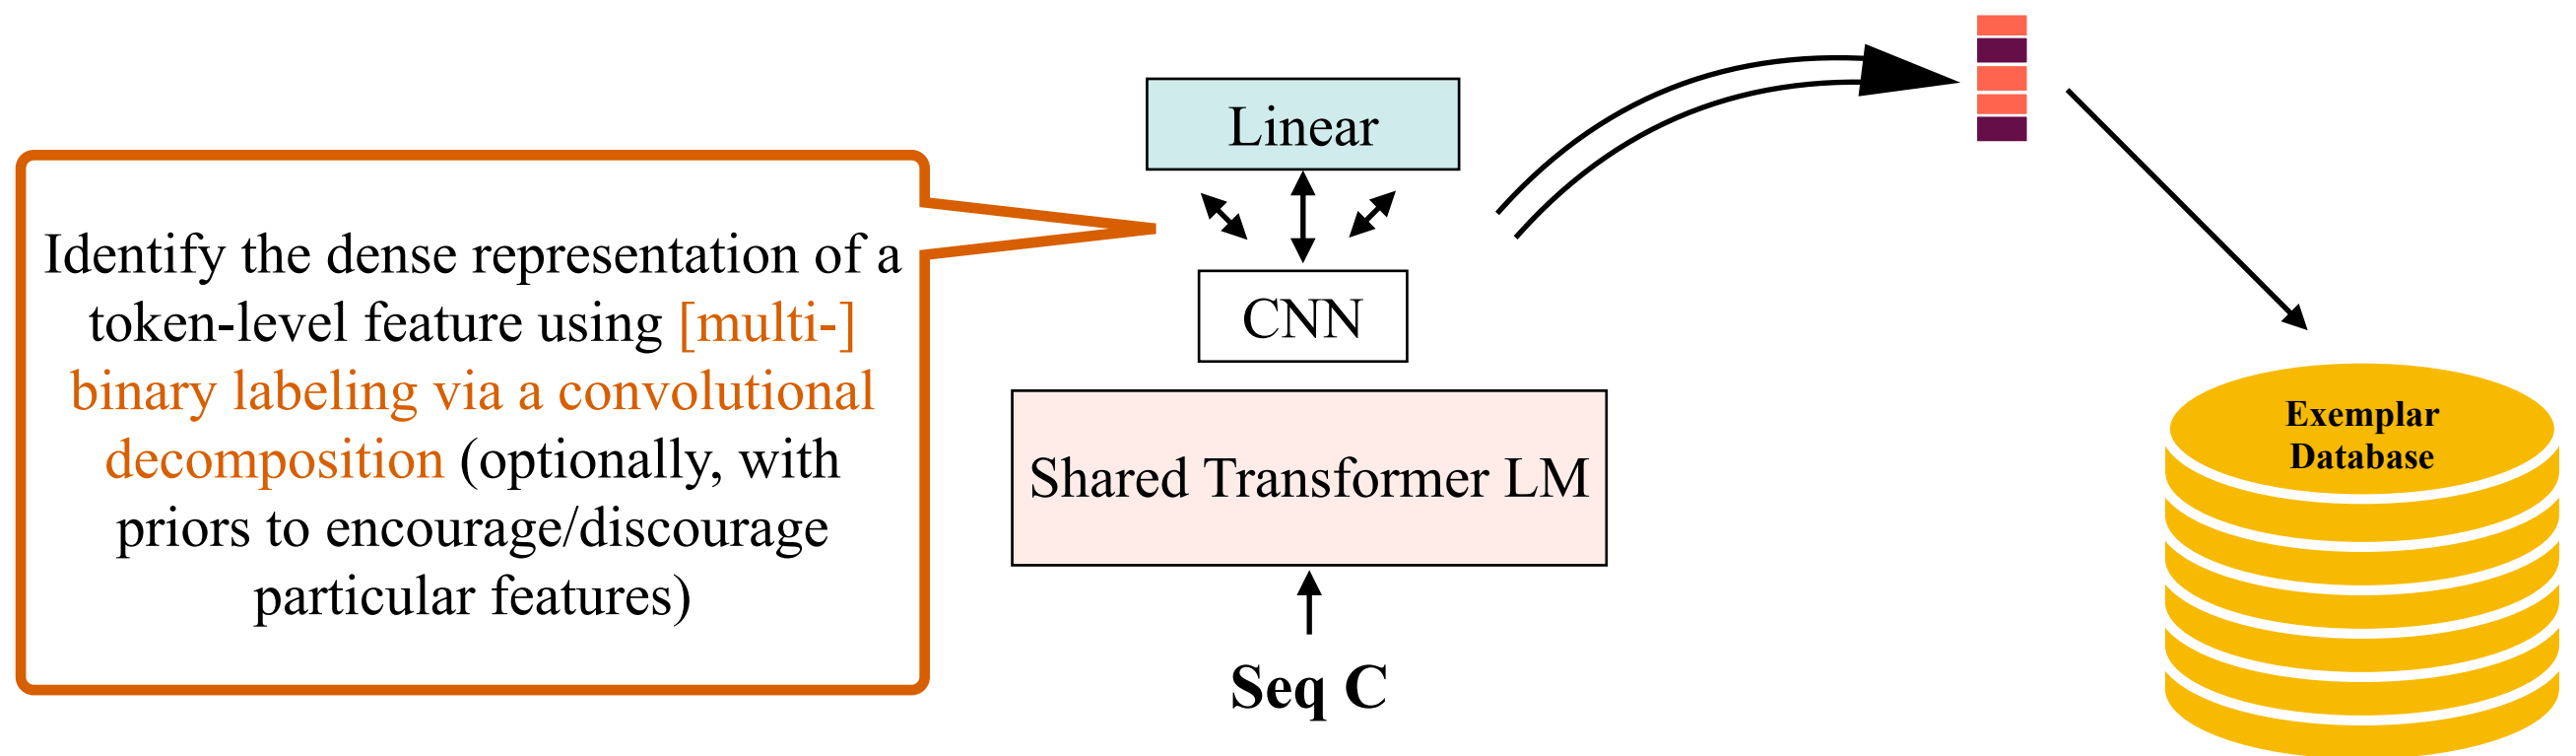 Linear
Identify the dense representation of a
token-level feature using [multi-]
binary labeling via a convolutional
decomposition (optionally, with
priors to encourage/discourage
particular features)
CNN
Shared Transformer LM
Seq C
Exemplar
Database